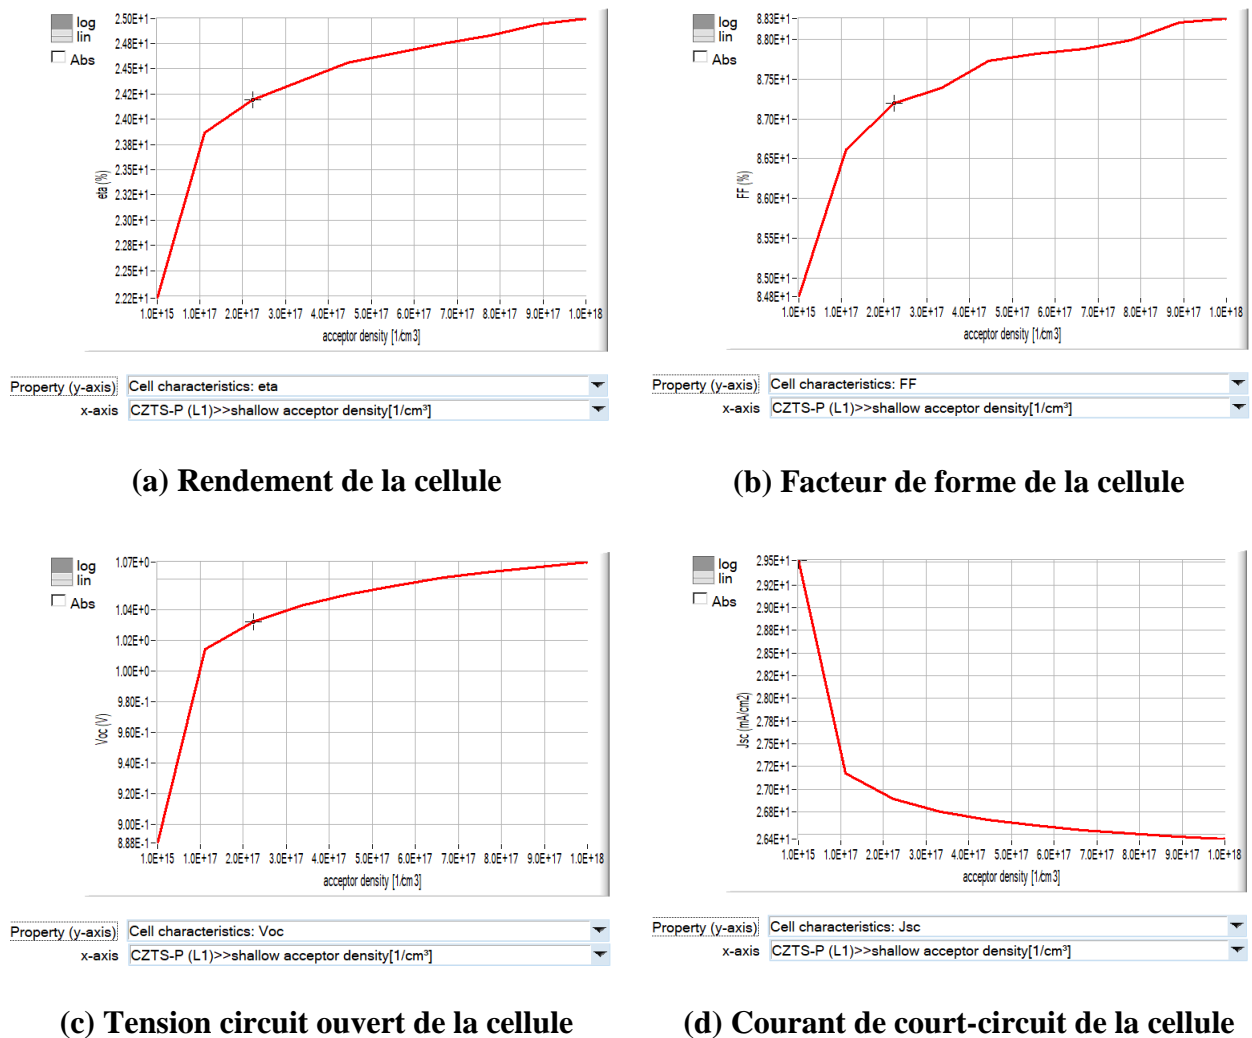 log
lin
Abs
2.50E+1
2.48E+1
2.45E+1
2.42E+1
2.40E+1
2.38E+1
2.35E+1
2.32E+1
2.30E+1
2.28E+1
2.25E+1
2.22E+1
eta (%)
1.0E+15 1.0E+17 2.0E+17 3.0E+17 4.0E+17 5.0E+17 6.0E+17 7.0E+17 8.0E+17 9.0E+17 1.0E+18
acceptor density [1/cm3]
Property (y-axis) Cell characteristics: eta
x-axis CZTS-P (L1)>>shallow acceptor density[1/cm³]
(a) Rendement de la cellule
log
lin
Abs
8.83E+1
8.80E+1
8.75E+1
8.70E+1
8.65E+1
8.60E+1
8.55E+1
8.50E+1
8.48E+1
FF (%)
1.0E+15 1.0E+17 2.0E+17 3.0E+17 4.0E+17 5.0E+17 6.0E+17 7.0E+17 8.0E+17 9.0E+17 1.0E+18
acceptor density [1/cm3]
Property (y-axis) Cell characteristics: FF
x-axis CZTS-P (L1)>>shallow acceptor density[1/cm³]
(b) Facteur de forme de la cellule
log
lin
Abs
1.07E+0
1.04E+0
1.02E+0
1.00E+0
9.80E-1
9.60E-1
9.40E-1
9.20E-1
9.00E-1
8.88E-1
Voc (V)
1.0E+15 1.0E+17 2.0E+17 3.0E+17 4.0E+17 5.0E+17 6.0E+17 7.0E+17 8.0E+17 9.0E+17 1.0E+18
acceptor density [1/cm3]
Property (y-axis) Cell characteristics: Voc
x-axis CZTS-P (L1)>>shallow acceptor density[1/cm³]
(c) Tension circuit ouvert de la cellule
log
lin
Abs
2.95E+1
2.92E+1
2.90E+1
2.88E+1
2.85E+1
2.82E+1
2.80E+1
2.78E+1
2.75E+1
2.72E+1
2.70E+1
2.68E+1
2.64E+1
Jsc (mA/cm2)
1.0E+15 1.0E+17 2.0E+17 3.0E+17 4.0E+17 5.0E+17 6.0E+17 7.0E+17 8.0E+17 9.0E+17 1.0E+18
acceptor density [1/cm3]
Property (y-axis) Cell characteristics: Jsc
x-axis CZTS-P (L1)>>shallow acceptor density[1/cm³]
(d) Courant de court-circuit de la cellule